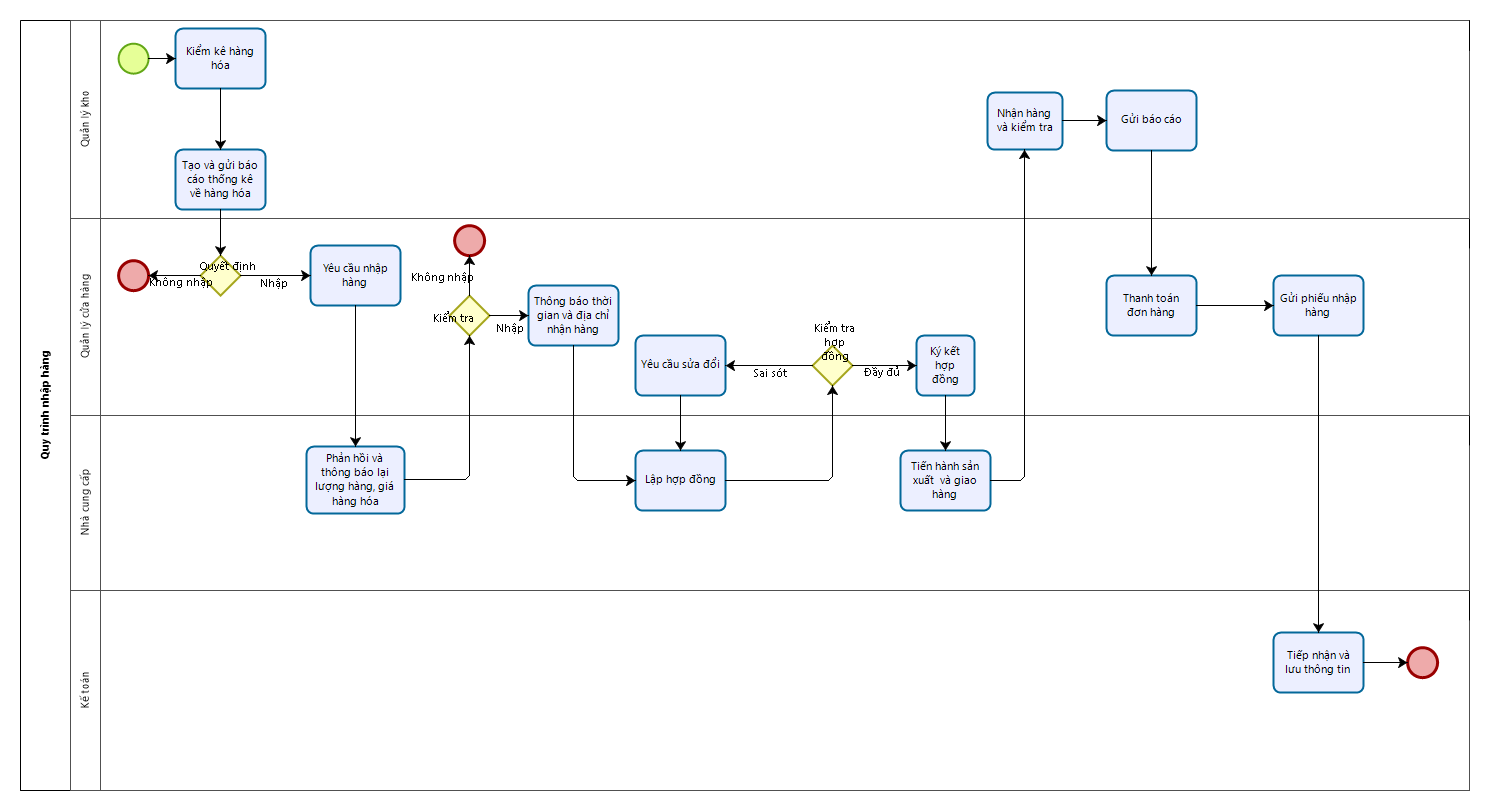 Quy trình nhập hàng
Quản lý kho
Kiểm kê hàng
hóa
Tạo và gửi báo
cáo thống kê
về hàng hóa
Nhận hàng
và kiểm tra
Gửi báo cáo
Quản lý cửa hàng
Quyết định
Không nhập
Nhập
Yêu cầu nhập
hàng
Không nhập
Kiểm tra
Nhập
Thông báo thời
gian và địa chỉ
nhận hàng
Yêu cầu sửa đổi
Sai sót
Kiểm tra
hợp
đồng
Đầy đủ
Ký kết
hợp
đồng
Thanh toán
đơn hàng
Gửi phiếu nhập
hàng
Nhà cung cấp
Phản hồi và
thông báo lại
lượng hàng, giá
hàng hóa
Lập hợp đồng
Tiến hành sản
xuất và giao
hàng
Kế toán
Tiếp nhận và
lưu thông tin